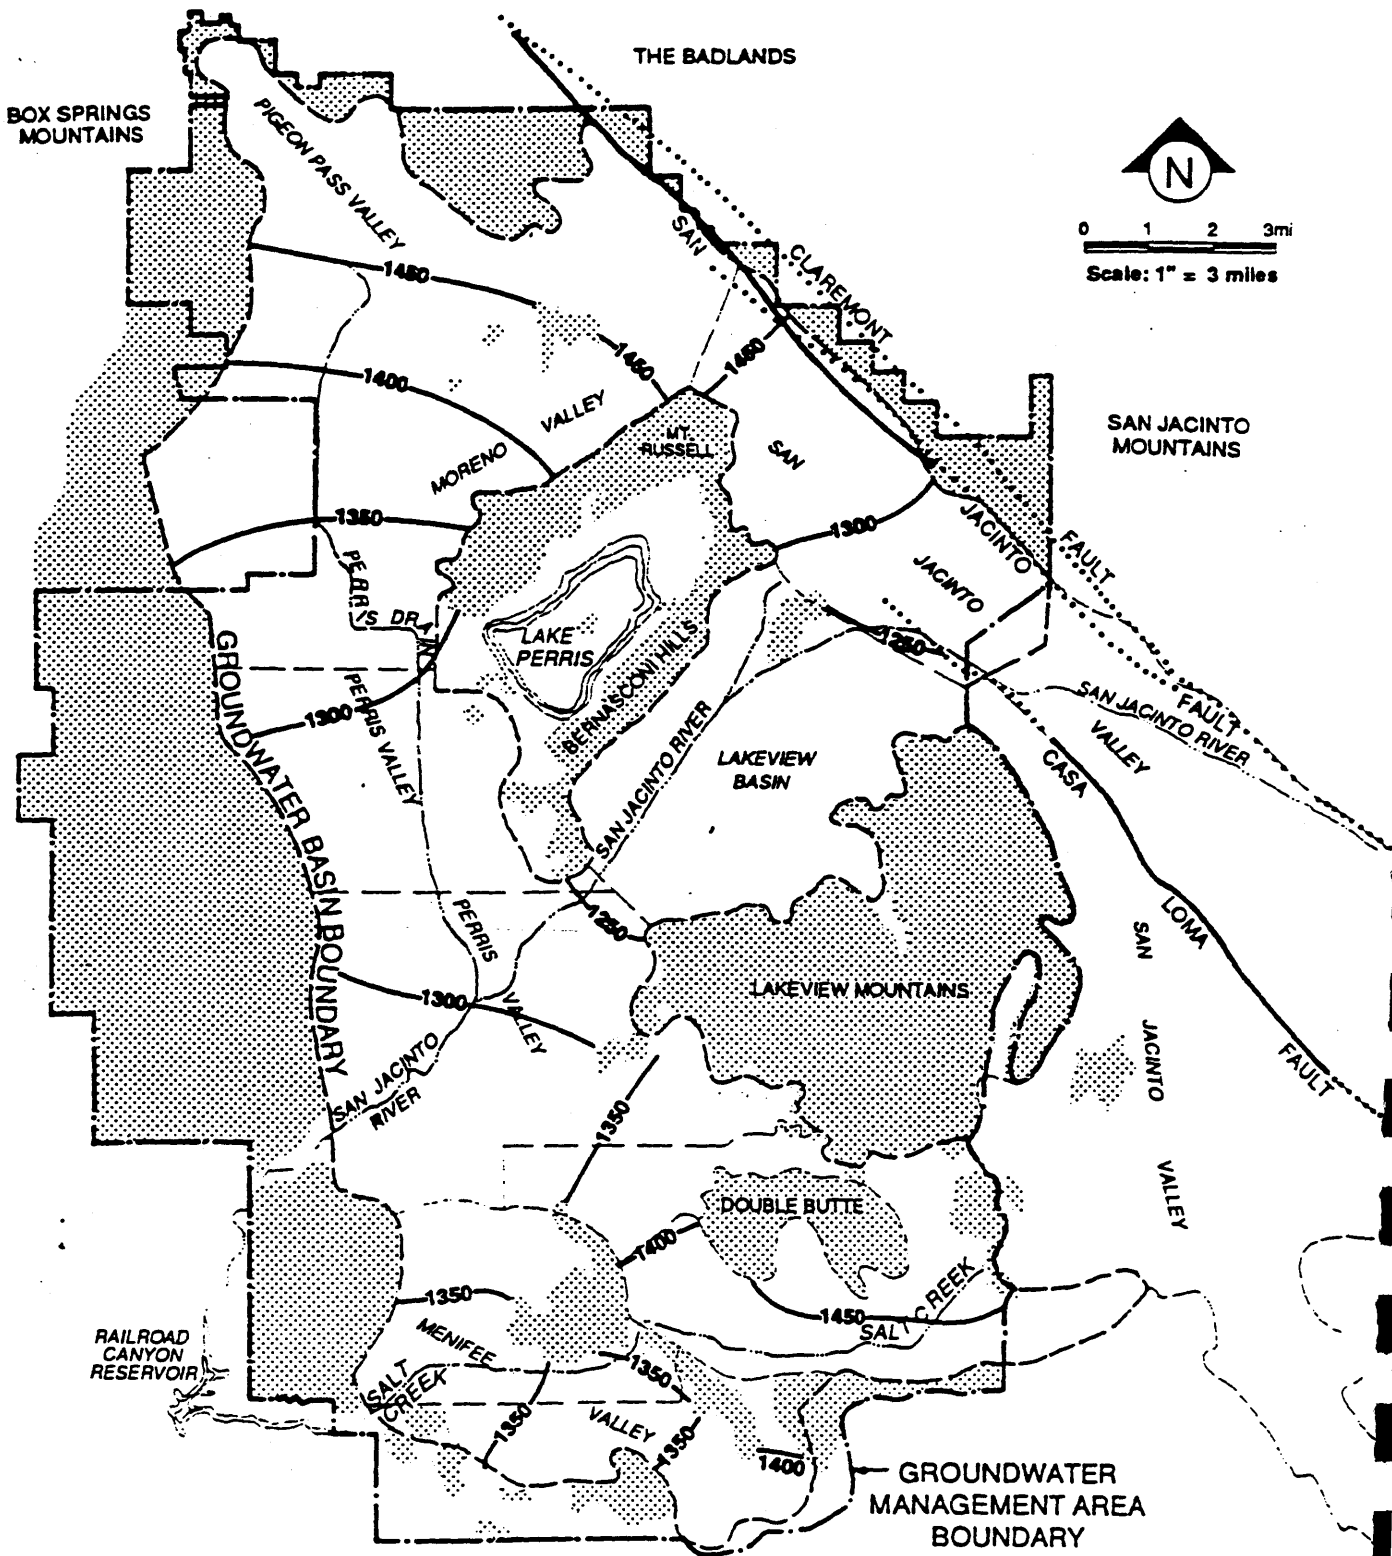 THE BADLANDS
BOX SPRINGS
MOUNTAINS
PIGEON PASS VALLEY
N
0 1 2 3mi
Scale: 1" = 3 miles
SAN
CLAREMONT
1450
1450
1450
1400
VALLEY
MORENO
MT.
RUSSELL
SAN
SAN JACINTO
MOUNTAINS
1350
1300
JACINTO
FAULT
JACINTO
PERRIS DRAIN
LAKE
PERRIS
BERNASCONI HILLS
1250
GROUNDWATER BASIN BOUNDARY
1300
PERRIS VALLEY
SAN JACINTO RIVER
LAKEVIEW
BASIN
SAN JACINTO RIVER
FAULT
VALLEY
CASA
LOMA
FAULT
PERRIS
VALLEY
1250
1300
LAKEVIEW MOUNTAINS
SAN
JACINTO
VALLEY
SAN JACINTO
RIVER
1350
DOUBLE BUTTE
1400
1350
1450
SALT CREEK
MENIFEE
VALLEY
RAILROAD
CANYON
RESERVOIR
SALT
CREEK
1350
1350
1350
1400
GROUNDWATER
MANAGEMENT AREA
BOUNDARY